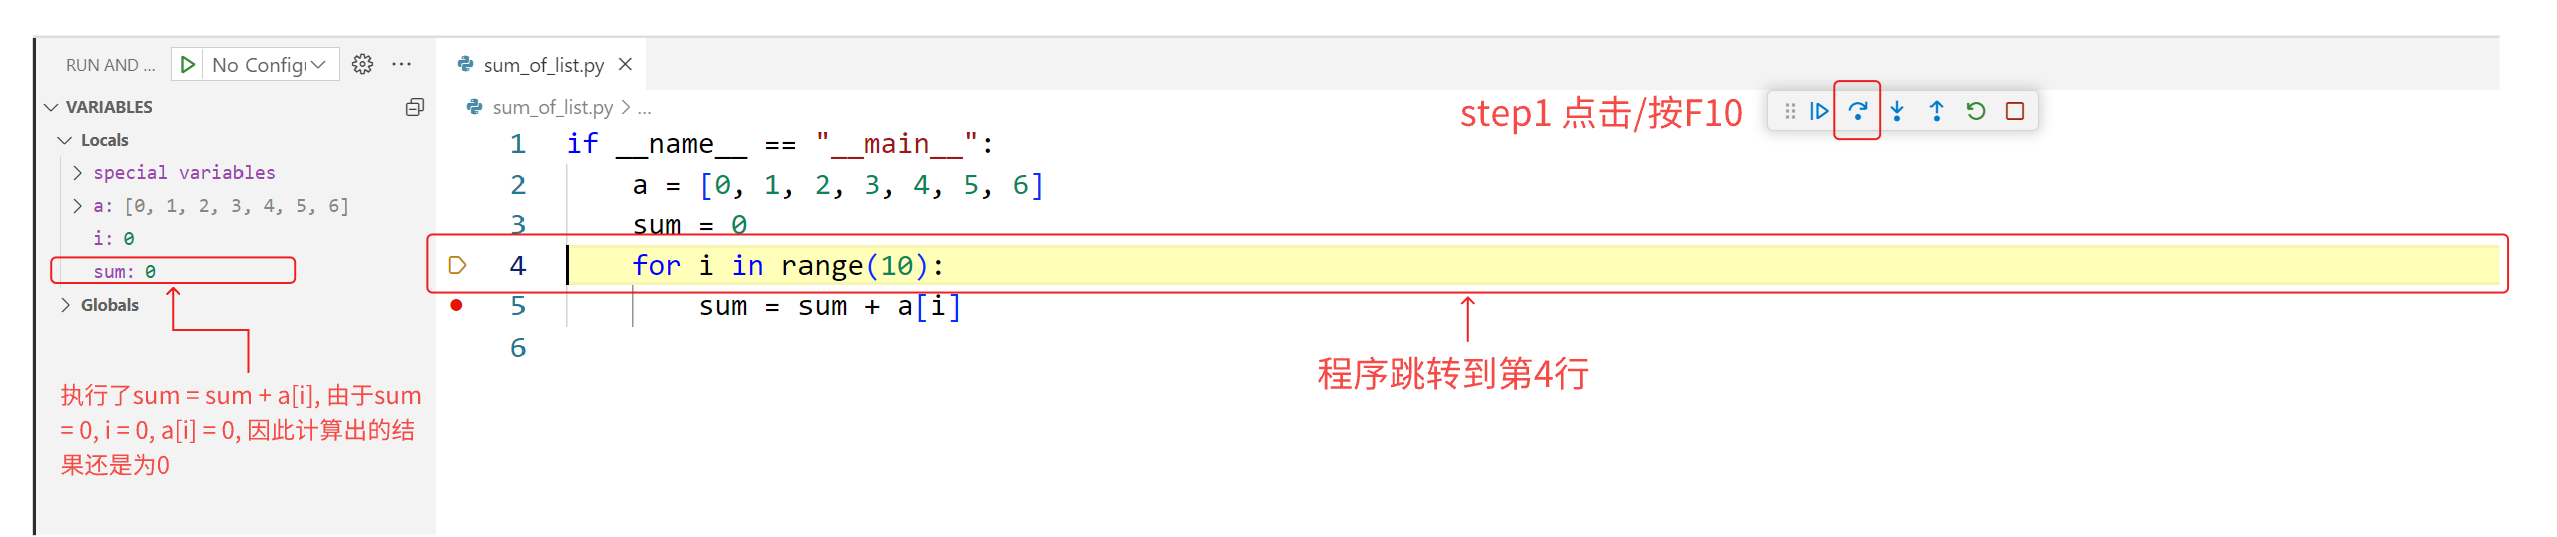 RUN AND ...
No Config
sum_of_list.py
VARIABLES
sum_of_list.py > ...
step1 点击/按F10
Locals
special variables
a: [0, 1, 2, 3, 4, 5, 6]
i: 0
sum: 0
Globals
1 if __name__ == "__main__":
2 a = [0, 1, 2, 3, 4, 5, 6]
3 sum = 0
4 for i in range(10):
5 sum = sum + a[i]
6
程序跳转到第4行
执行了sum = sum + a[i], 由于sum
= 0, i = 0, a[i] = 0, 因此计算出的结
果还是为0